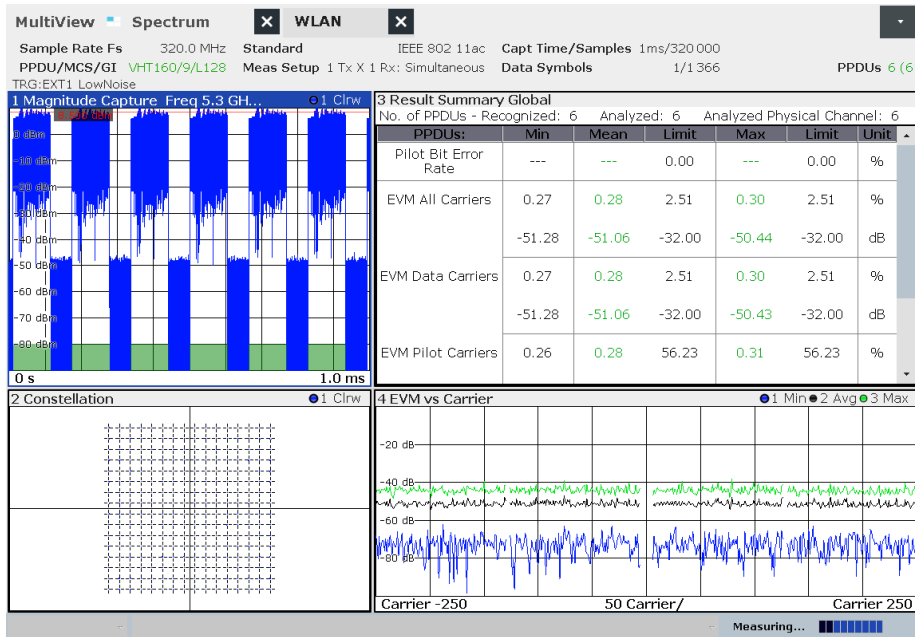 MultiView Spectrum WLAN
Sample Rate Fs 320.0 MHz Standard IEEE 802 11ac Capt Time/Samples 1ms/320 000
PPDU/MCS/GI VHT160/9/L128 Meas Setup 1 Tx X 1 Rx: Simultaneous Data Symbols 1/1 366 PPDUs 6 (6
TRG:EXT1 LowNoise
1 Magnitude Capture Freq 5.3 GH... 1 Clrw
0 dBm
-10 dBm
-20 dBm
-30 dBm
-40 dBm
-50 dBm
-60 dBm
-70 dBm
-80 dBm
0 s 1.0 ms
3 Result Summary Global
No. of PPDUs - Recognized: 6 Analyzed: 6 Analyzed Physical Channel: 6
PPDUs: Min Mean Limit Max Limit Unit
Pilot Bit Error
Rate --- --- 0.00 --- 0.00 %
EVM All Carriers 0.27 0.28 2.51 0.30 2.51 %
-51.28 -51.06 -32.00 -50.44 -32.00 dB
EVM Data Carriers 0.27 0.28 2.51 0.30 2.51 %
-51.28 -51.06 -32.00 -50.43 -32.00 dB
EVM Pilot Carriers 0.26 0.28 56.23 0.31 56.23 %
2 Constellation 1 Clrw
4 EVM vs Carrier 1 Min 2 Avg 3 Max
-20 dB
-40 dB
-60 dB
-80 dB
Carrier -250 50 Carrier/ Carrier 250
Measuring...